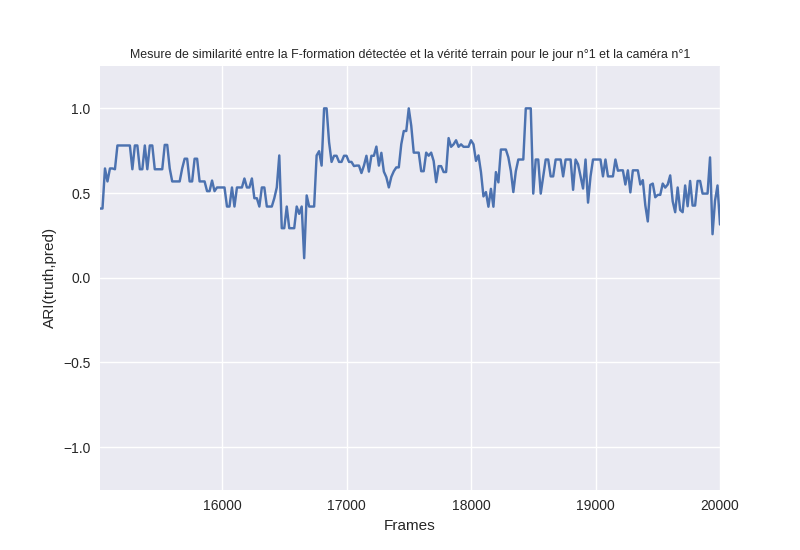 Mesure de similarité entre la F-formation détectée et la vérité terrain pour le jour n°1 et la caméra n°1
1.0
0.5
0.0
−0.5
−1.0
ARI(truth,pred)
16000 17000 18000 19000 20000
Frames